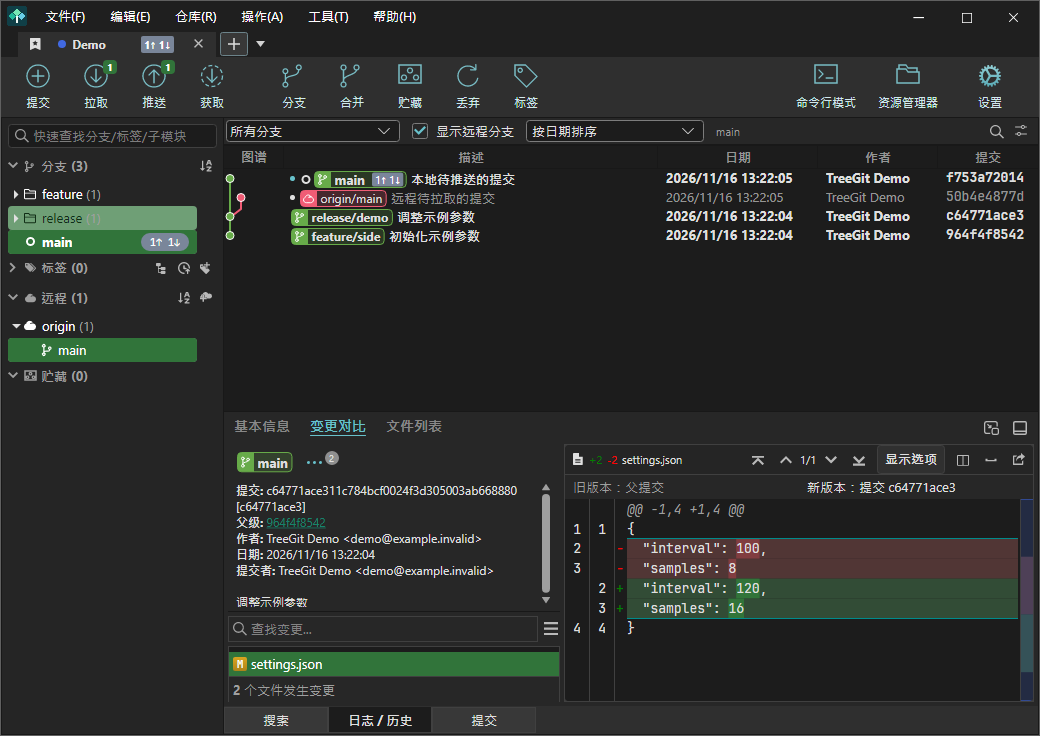 文件(F) 编辑(E) 仓库(R) 操作(A) 工具(T) 帮助(H)
Demo 1↑ 1↓
提交 拉取 1 推送 1 获取 分支 合并 贮藏 丢弃 标签 命令行模式 资源管理器 设置
快速查找分支/标签/子模块
分支 (3)
feature (1)
release (1)
main 1↑ 1↓
标签 (0)
远程 (1)
origin (1)
main
贮藏 (0)
所有分支 显示远程分支 按日期排序 main
图谱 描述 日期 作者 提交
main 1↑ 1↓ 本地待推送的提交 2026/11/16 13:22:05 TreeGit Demo f753a72014
origin/main 远程待拉取的提交 2026/11/16 13:22:05 TreeGit Demo 50b4e4877d
release/demo 调整示例参数 2026/11/16 13:22:04 TreeGit Demo c64771ace3
feature/side 初始化示例参数 2026/11/16 13:22:04 TreeGit Demo 964f4f8542
基本信息 变更对比 文件列表
main ... 2
提交: c64771ace311c784bcf0024f3d305003ab668880
[c64771ace3]
父级: 964f4f8542
作者: TreeGit Demo <demo@example.invalid>
日期: 2026/11/16 13:22:04
提交者: TreeGit Demo <demo@example.invalid>
调整示例参数
查找变更...
M settings.json
2 个文件发生变更
+2 -2 settings.json 1/1 显示选项
旧版本：父提交 新版本：提交 c64771ace3
@@ -1,4 +1,4 @@
1 1 {
2 - "interval": 100,
3 - "samples": 8
2 + "interval": 120,
3 + "samples": 16
4 4 }
搜索 日志 / 历史 提交